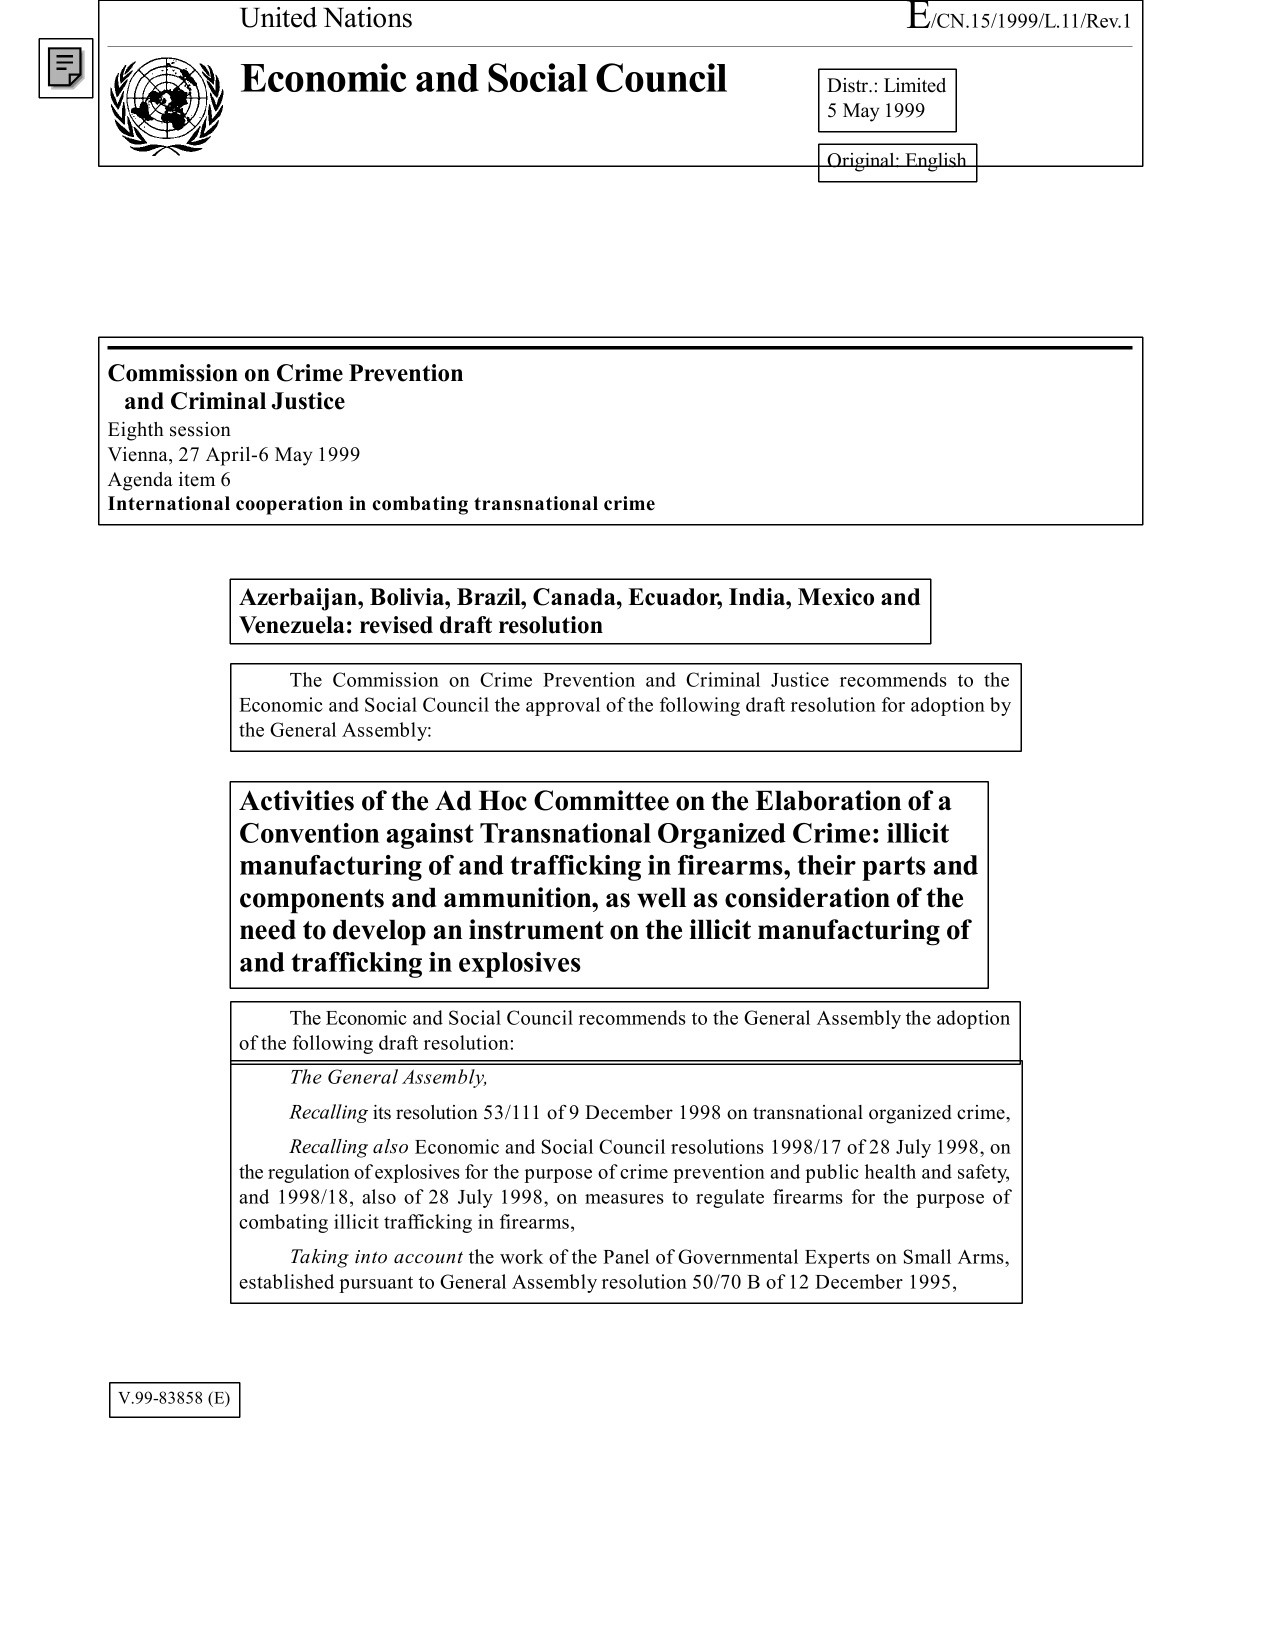 United Nations
E/CN.15/1999/L.11/Rev.1
Economic and Social Council
Distr.: Limited
5 May 1999
Original: English
Commission on Crime Prevention
and Criminal Justice
Eighth session
Vienna, 27 April-6 May 1999
Agenda item 6
International cooperation in combating transnational crime
Azerbaijan, Bolivia, Brazil, Canada, Ecuador, India, Mexico and
Venezuela: revised draft resolution
The Commission on Crime Prevention and Criminal Justice recommends to the
Economic and Social Council the approval of the following draft resolution for adoption by
the General Assembly:
Activities of the Ad Hoc Committee on the Elaboration of a
Convention against Transnational Organized Crime: illicit
manufacturing of and trafficking in firearms, their parts and
components and ammunition, as well as consideration of the
need to develop an instrument on the illicit manufacturing of
and trafficking in explosives
The Economic and Social Council recommends to the General Assembly the adoption
of the following draft resolution:
The General Assembly,
Recalling its resolution 53/111 of 9 December 1998 on transnational organized crime,
Recalling also Economic and Social Council resolutions 1998/17 of 28 July 1998, on
the regulation of explosives for the purpose of crime prevention and public health and safety,
and 1998/18, also of 28 July 1998, on measures to regulate firearms for the purpose of
combating illicit trafficking in firearms,
Taking into account the work of the Panel of Governmental Experts on Small Arms,
established pursuant to General Assembly resolution 50/70 B of 12 December 1995,
V.99-83858 (E)